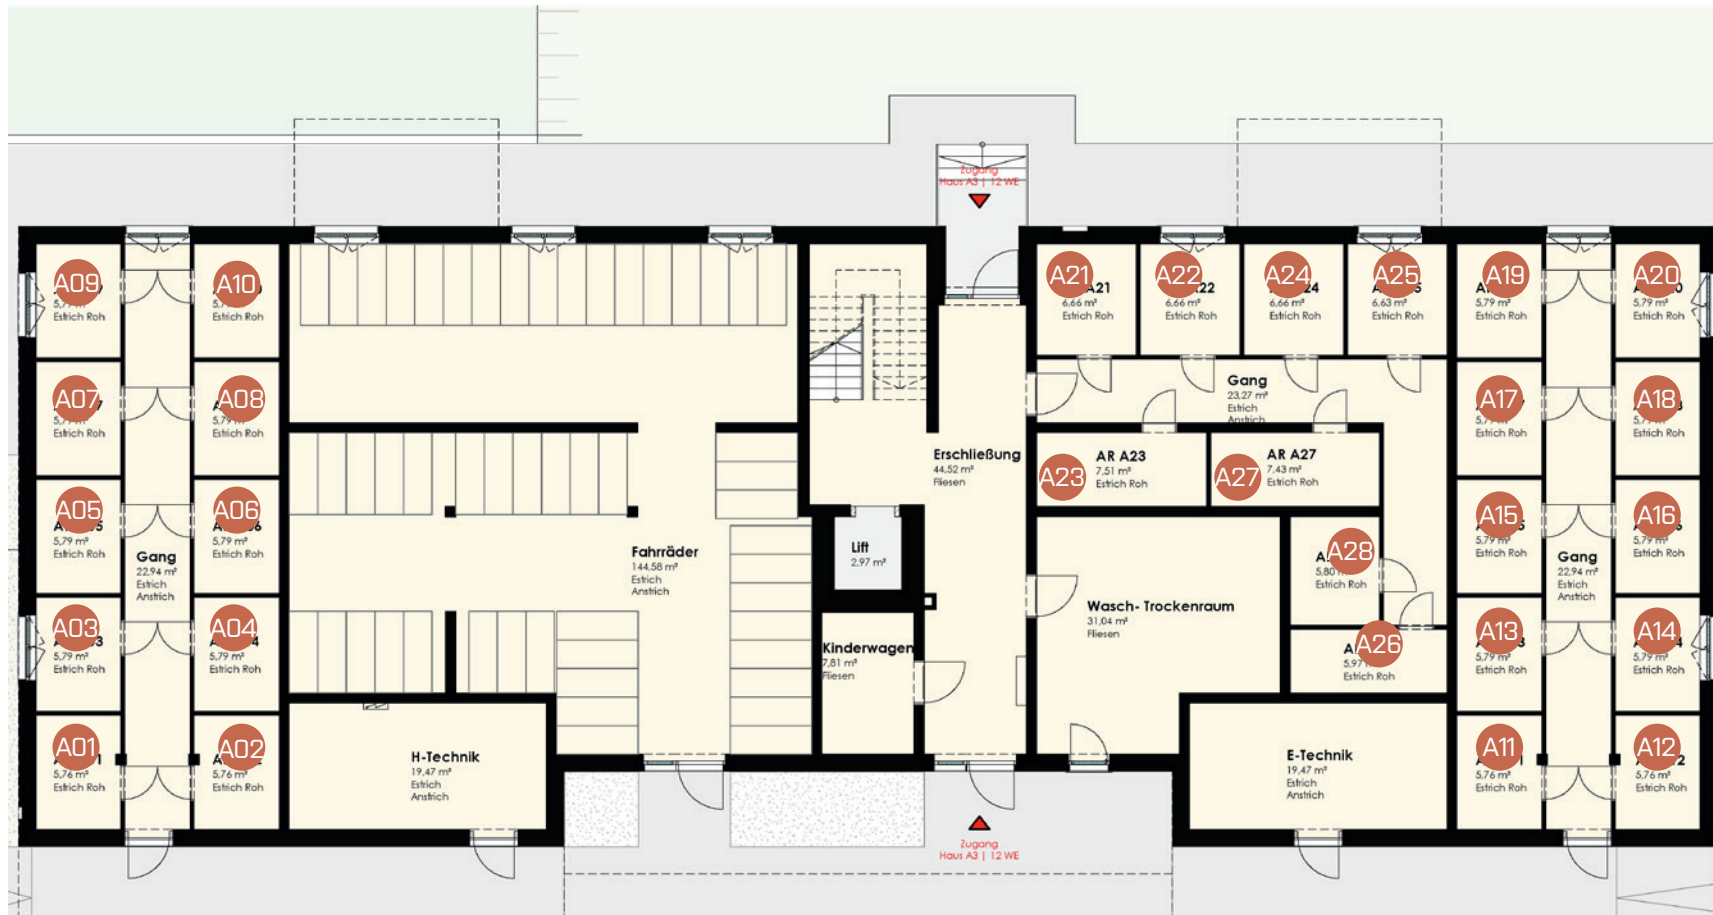 Zugang
Haus A3 | 12 WE
A09
Estrich Roh
A10
Estrich Roh
A07
Estrich Roh
A08
5,79 m²
Estrich Roh
A05
5,79 m²
Estrich Roh
A06
5,79 m²
Estrich Roh
Gang
22,94 m²
Estrich
Anstrich
A03
5,79 m²
Estrich Roh
A04
5,79 m²
Estrich Roh
A01
5,76 m²
Estrich Roh
A02
5,76 m²
Estrich Roh
H-Technik
19,47 m²
Estrich
Anstrich
Fahrräder
144,58 m²
Estrich
Anstrich
Lift
2,97 m²
Kinderwagen
7,81 m²
Fliesen
Erschließung
44,52 m²
Fliesen
A21
A21
6,66 m²
Estrich Roh
A22
6,66 m²
Estrich Roh
A24
6,66 m²
Estrich Roh
A25
6,63 m²
Estrich Roh
Gang
23,27 m²
Estrich
Anstrich
A23
AR A23
7,51 m²
Estrich Roh
A27
AR A27
7,43 m²
Estrich Roh
A28
5,80
Estrich Roh
A26
5,97
Estrich Roh
Wasch- Trockenraum
31,04 m²
Fliesen
E-Technik
19,47 m²
Estrich
Anstrich
A19
5,79 m²
Estrich Roh
A20
5,79 m²
Estrich Roh
A17
Estrich Roh
A18
Estrich Roh
A15
5,79 m²
Estrich Roh
A16
5,79 m²
Estrich Roh
Gang
22,94 m²
Estrich
Anstrich
A13
5,79 m²
Estrich Roh
A14
5,79 m²
Estrich Roh
A11
5,76 m²
Estrich Roh
A12
5,76 m²
Estrich Roh
Zugang
Haus A3 | 12 WE